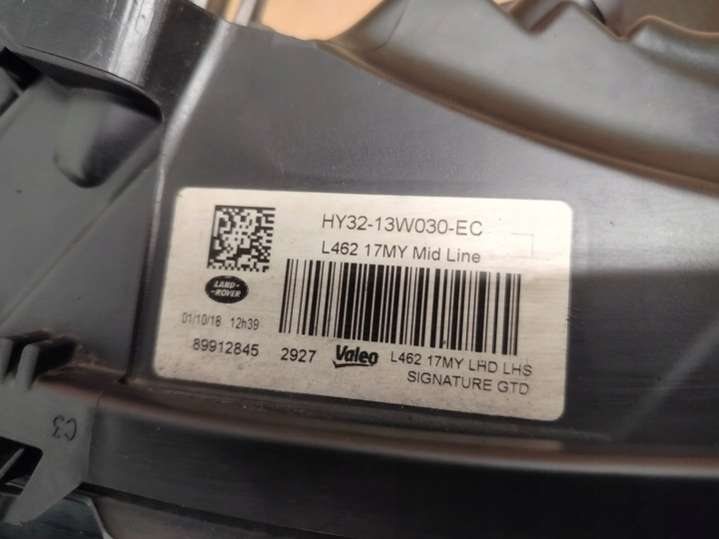 HY32-13W030-EC
L462 17MY Mid Line
LAND-
-ROVER
01/10/18 12h39
89912845 2927 Valeo L462 17MY LHD LHS
SIGNATURE GTD
C3